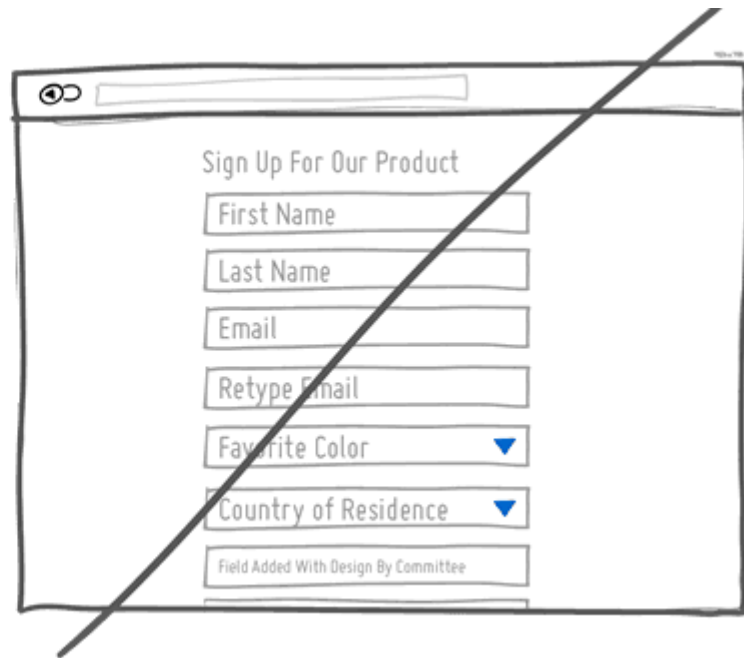 Sign Up For Our Product
First Name
Last Name
Email
Retype Email
Favorite Color
Country of Residence
Field Added With Design By Committee